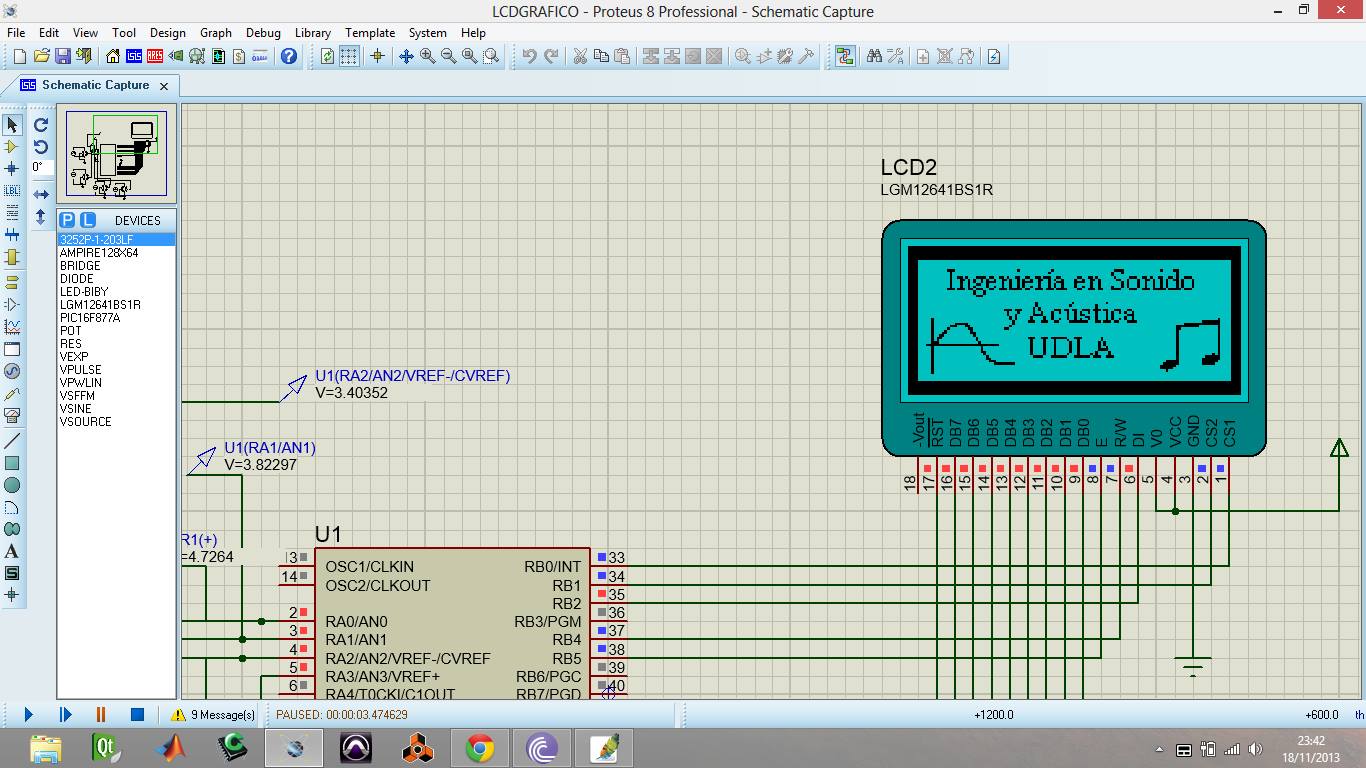 LCDGRAFICO - Proteus 8 Professional - Schematic Capture
File Edit View Tool Design Graph Debug Library Template System Help
Schematic Capture
0°
LBL
P L DEVICES
3252P-1-203LF
AMPIRE128X64
BRIDGE
DIODE
LED-BIBY
LGM12641BS1R
PIC16F877A
POT
RES
VEXP
VPULSE
VPWLIN
VSFFM
VSINE
VSOURCE
A
S
LCD2
LGM12641BS1R
Ingeniería en Sonido
y Acústica
UDLA
-Vout RST DB7 DB6 DB5 DB4 DB3 DB2 DB1 DB0 E R/W DI V0 VCC GND CS2 CS1
18 17 16 15 14 13 12 11 10 9 8 7 6 5 4 3 2 1
U1(RA2/AN2/VREF-/CVREF)
V=3.40352
U1(RA1/AN1)
V=3.82297
R1(+)
=4.7264
U1
3 OSC1/CLKIN RB0/INT 33
14 OSC2/CLKOUT RB1 34
RB2 35
2 RA0/AN0 RB3/PGM 36
3 RA1/AN1 RB4 37
4 RA2/AN2/VREF-/CVREF RB5 38
5 RA3/AN3/VREF+ RB6/PGC 39
6 RA4/T0CKI/C1OUT RB7/PGD 40
9 Message(s) PAUSED: 00:00:03.474629 +1200.0 +600.0 th
Qt
23:42
18/11/2013